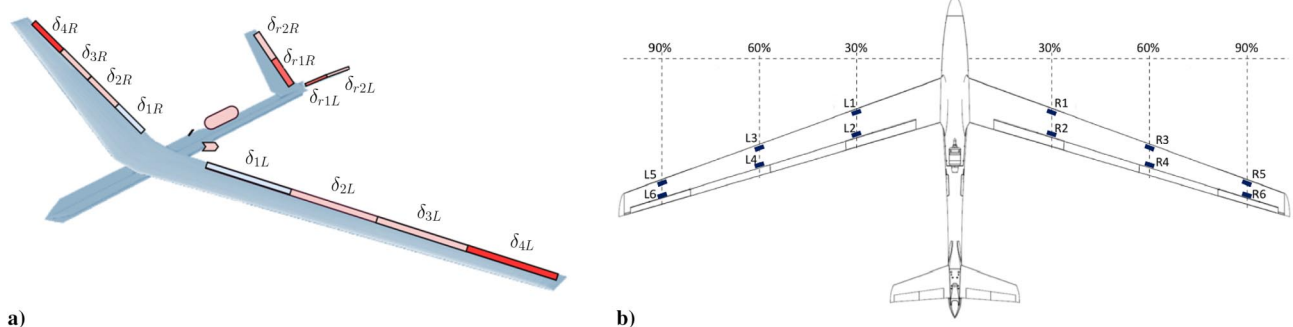 δ4R
δ3R
δ2R
δ1R
δr2R
δr1R
δr1L
δr2L
δ1L
δ2L
δ3L
δ4L
a)
90% 60% 30% 30% 60% 90%
L1 R1
L2 R2
L3 R3
L4 R4
L5 R5
L6 R6
b)